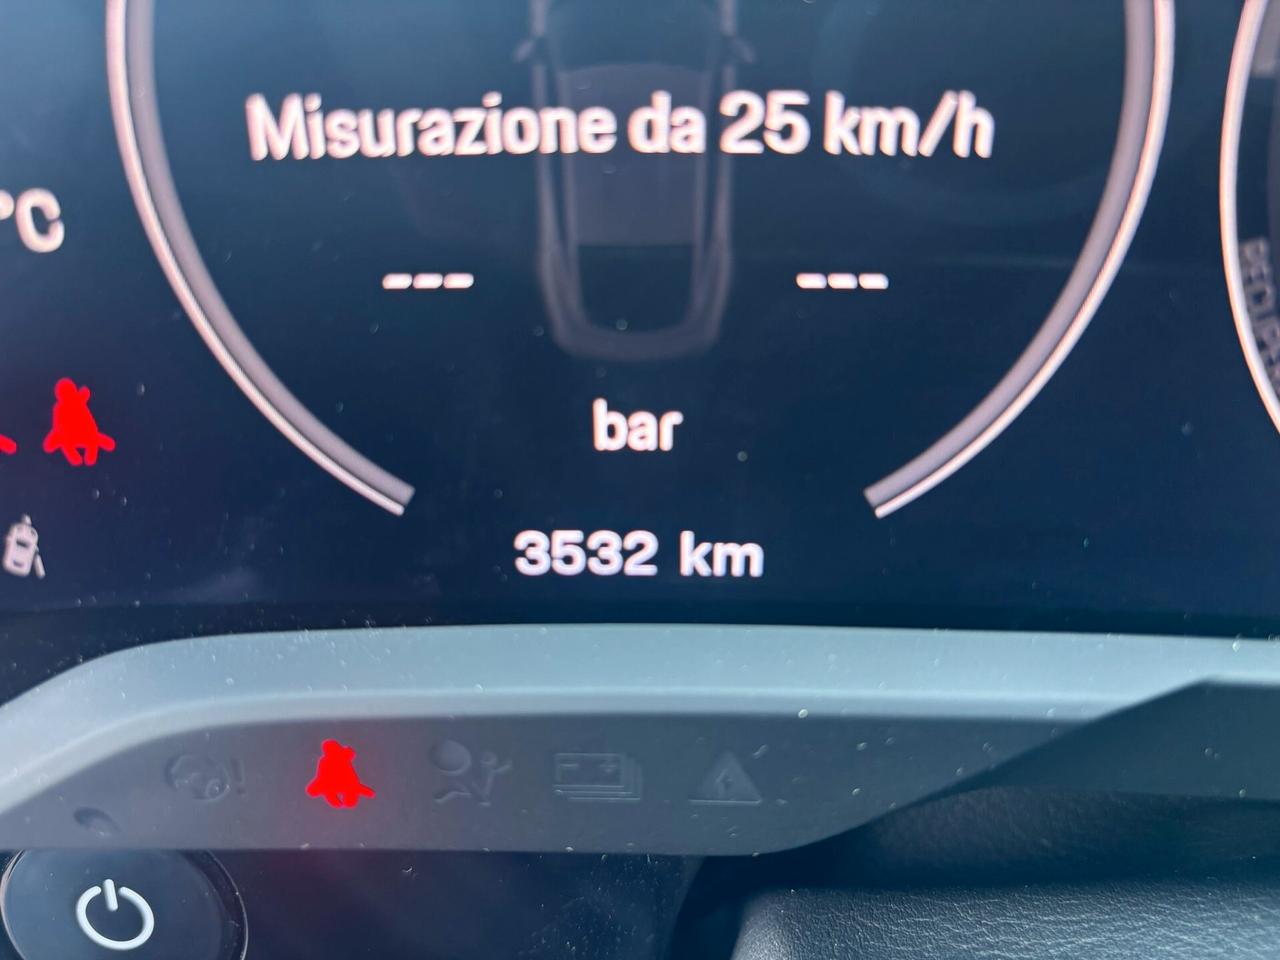 Misurazione da 25 km/h
°C
--- ---
bar
3532 km